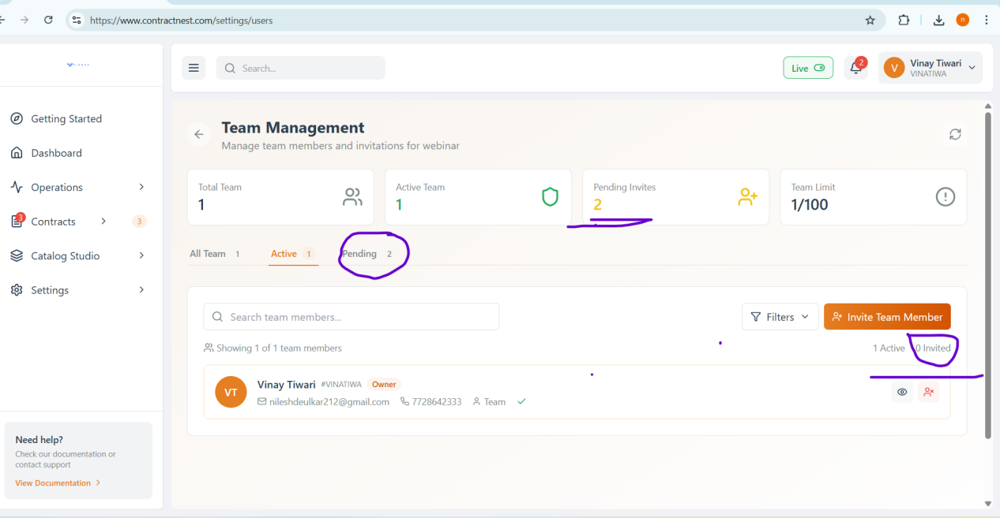 https://www.contractnest.com/settings/users
n
Search...
Live
2
V
Vinay Tiwari
VINATIWA
Getting Started
Dashboard
Operations
3
Contracts
3
Catalog Studio
Settings
Need help?
Check our documentation or
contact support
View Documentation
Team Management
Manage team members and invitations for webinar
Total Team
1
Active Team
1
Pending Invites
2
Team Limit
1/100
All Team 1
Active 1
Pending 2
Search team members...
Filters
Invite Team Member
Showing 1 of 1 team members
1 Active
0 Invited
VT
Vinay Tiwari #VINATIWA Owner
nileshdeulkar212@gmail.com 7728642333 Team